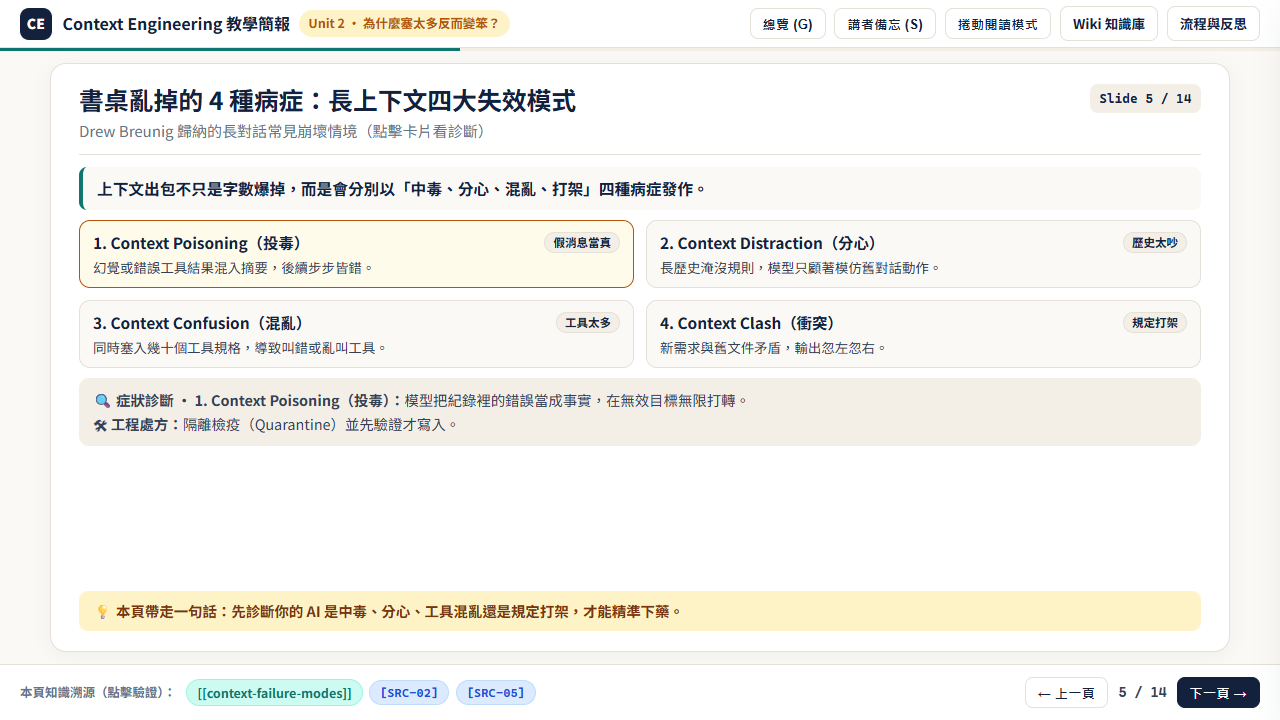 CE Context Engineering 教學簡報 Unit 2 • 為什麼塞太多反而變笨？ 總覽 (G) 講者備忘 (S) 捲動閱讀模式 Wiki 知識庫 流程與反思
書桌亂掉的 4 種病症：長上下文四大失效模式
Slide 5 / 14
Drew Breunig 歸納的長對話常見崩壞情境（點擊卡片看診斷）
上下文出包不只是字數爆掉，而是會分別以「中毒、分心、混亂、打架」四種病症發作。
1. Context Poisoning（投毒） 假消息當真
幻覺或錯誤工具結果混入摘要，後續步步皆錯。
2. Context Distraction（分心） 歷史太吵
長歷史淹沒規則，模型只顧著模仿舊對話動作。
3. Context Confusion（混亂） 工具太多
同時塞入幾十個工具規格，導致叫錯或亂叫工具。
4. Context Clash（衝突） 規定打架
新需求與舊文件矛盾，輸出忽左忽右。
🔍 症狀診斷 • 1. Context Poisoning（投毒）：模型把紀錄裡的錯誤當成事實，在無效目標無限打轉。
🛠 工程處方：隔離檢疫（Quarantine）並先驗證才寫入。
💡 本頁帶走一句話：先診斷你的 AI 是中毒、分心、工具混亂還是規定打架，才能精準下藥。
本頁知識溯源（點擊驗證）： [[context-failure-modes]] [SRC-02] [SRC-05] ← 上一頁 5 / 14 下一頁 →